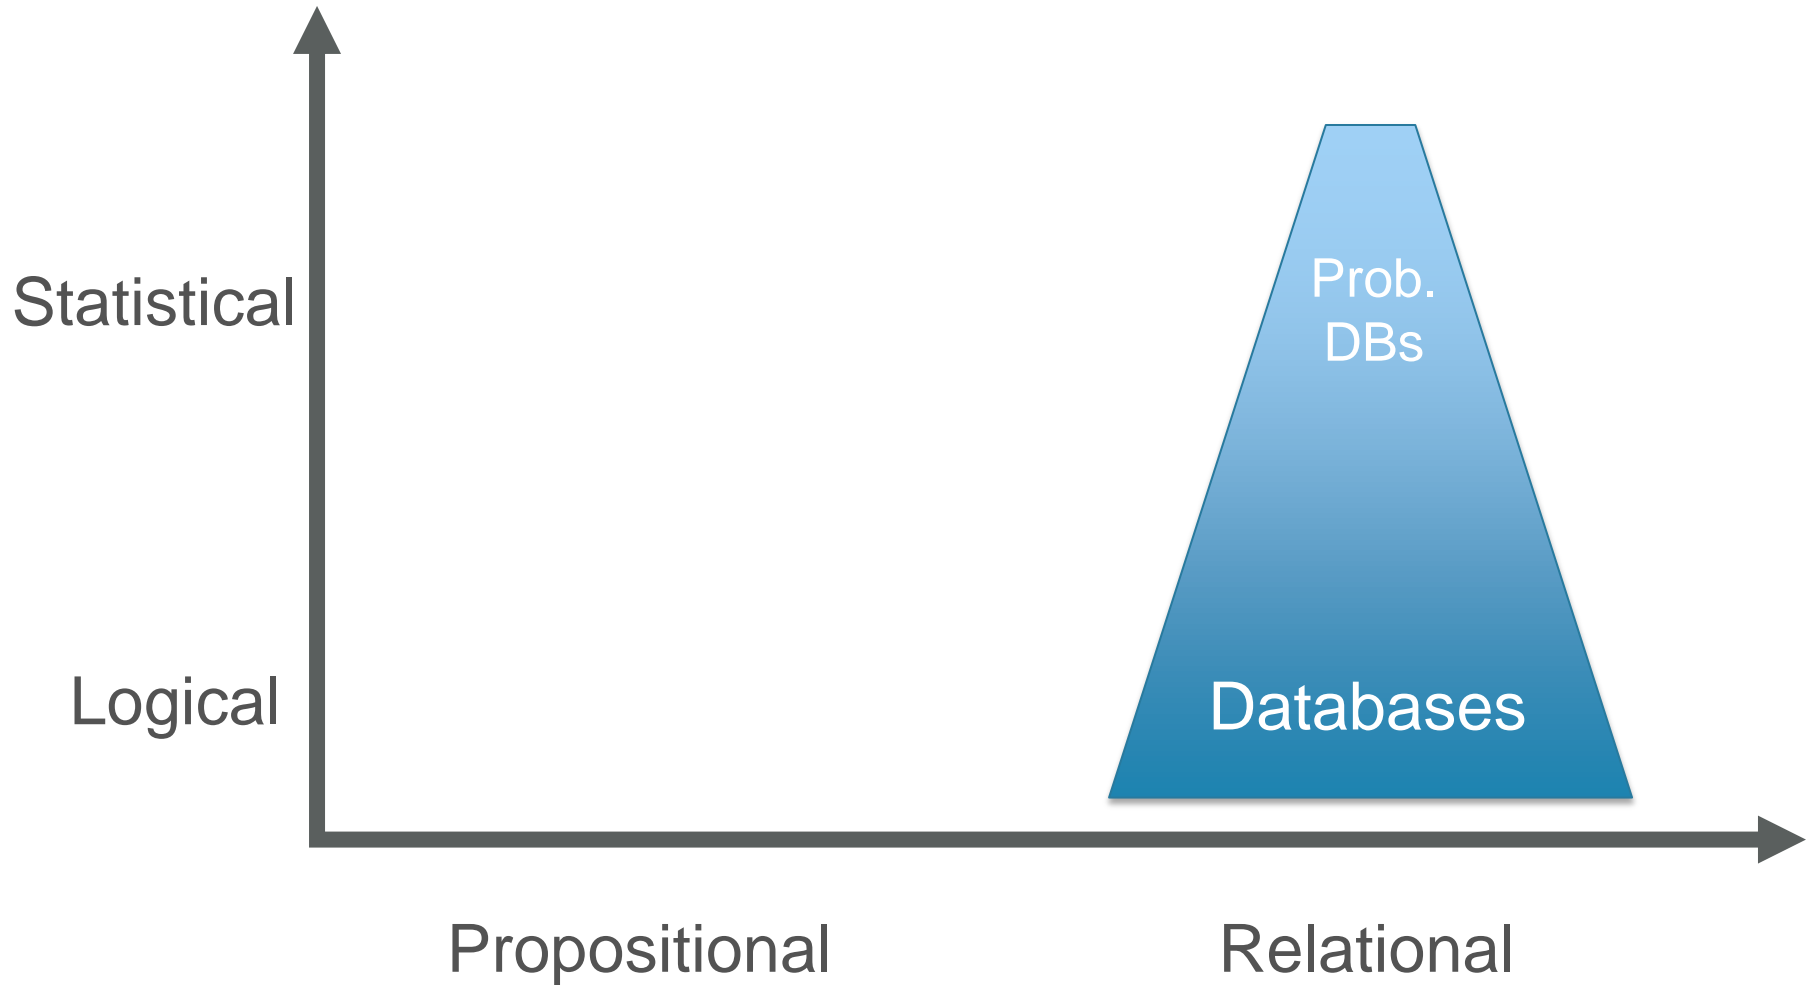 Statistical
Prob.
DBs
Logical
Databases
Propositional
Relational